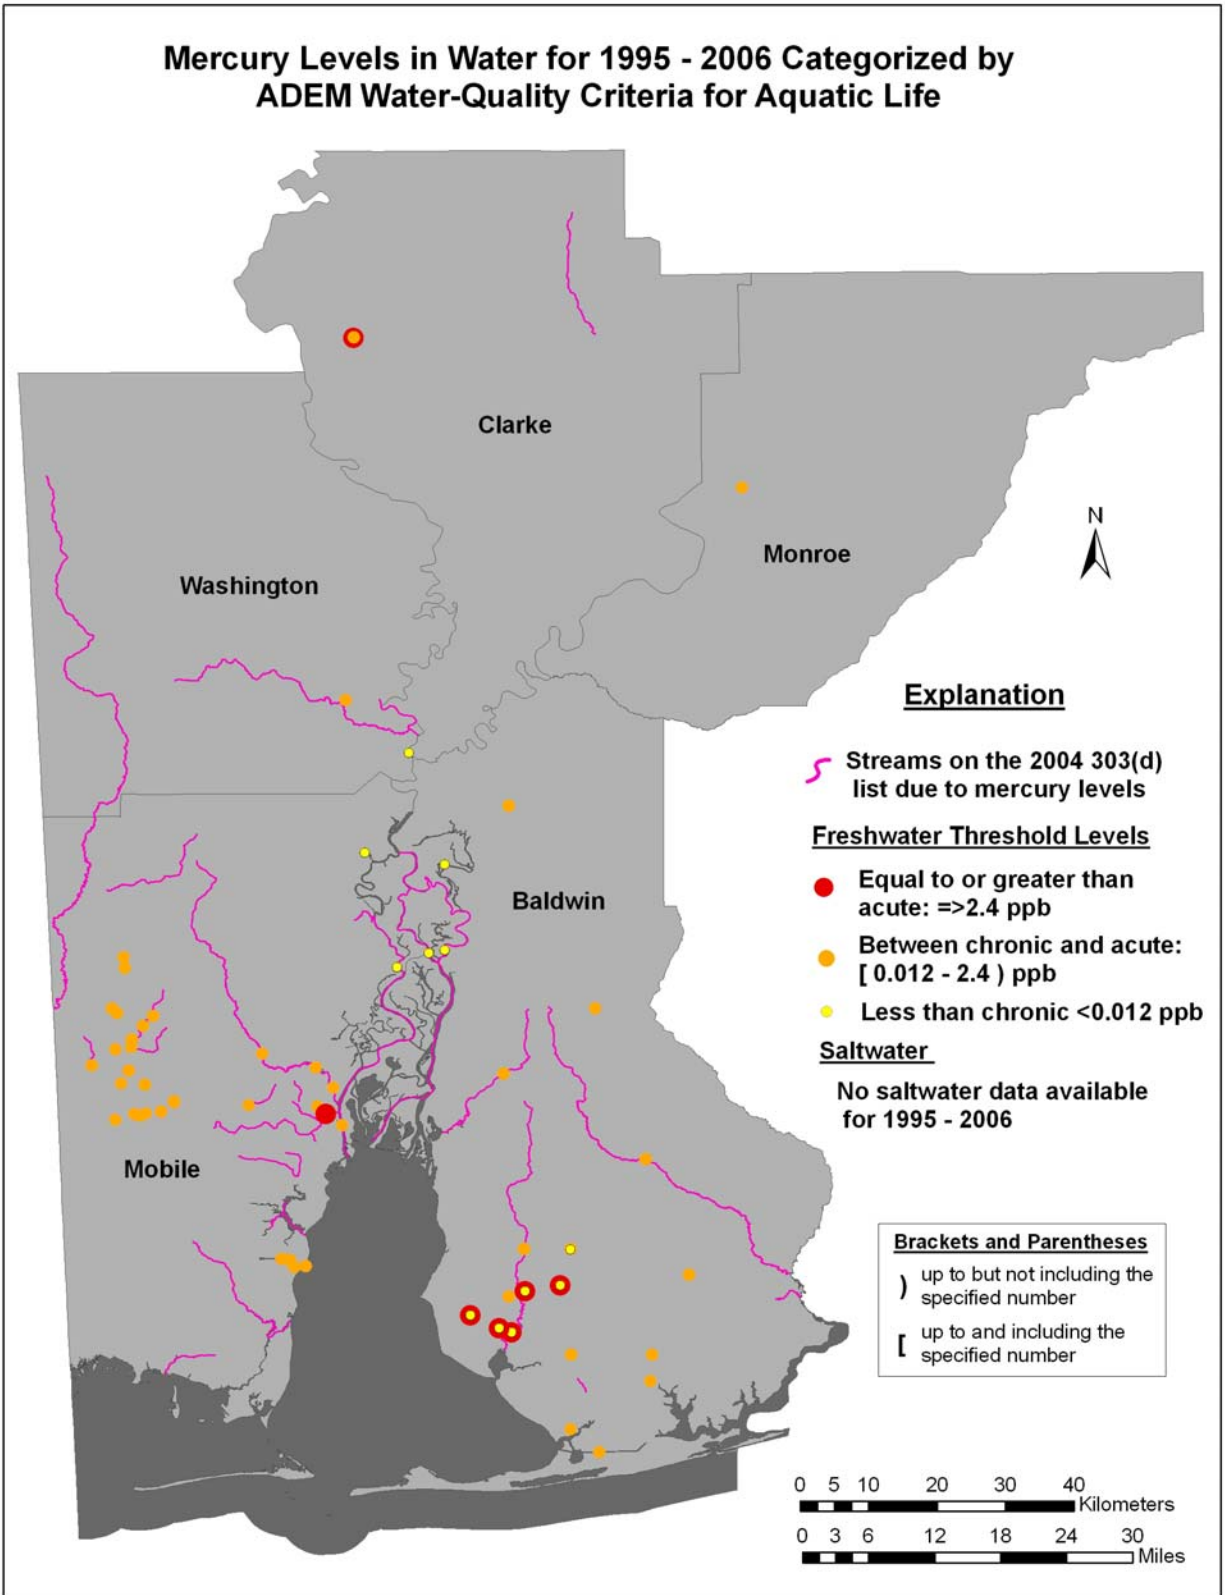 Mercury Levels in Water for 1995 - 2006 Categorized by
ADEM Water-Quality Criteria for Aquatic Life
Clarke
Monroe
Washington
Baldwin
Mobile
N
Explanation
Streams on the 2004 303(d)
list due to mercury levels
Freshwater Threshold Levels
Equal to or greater than
acute: =>2.4 ppb
Between chronic and acute:
[ 0.012 - 2.4 ) ppb
Less than chronic <0.012 ppb
Saltwater
No saltwater data available
for 1995 - 2006
Brackets and Parentheses
) up to but not including the
specified number
[ up to and including the
specified number
0 5 10 20 30 40
Kilometers
0 3 6 12 18 24 30
Miles